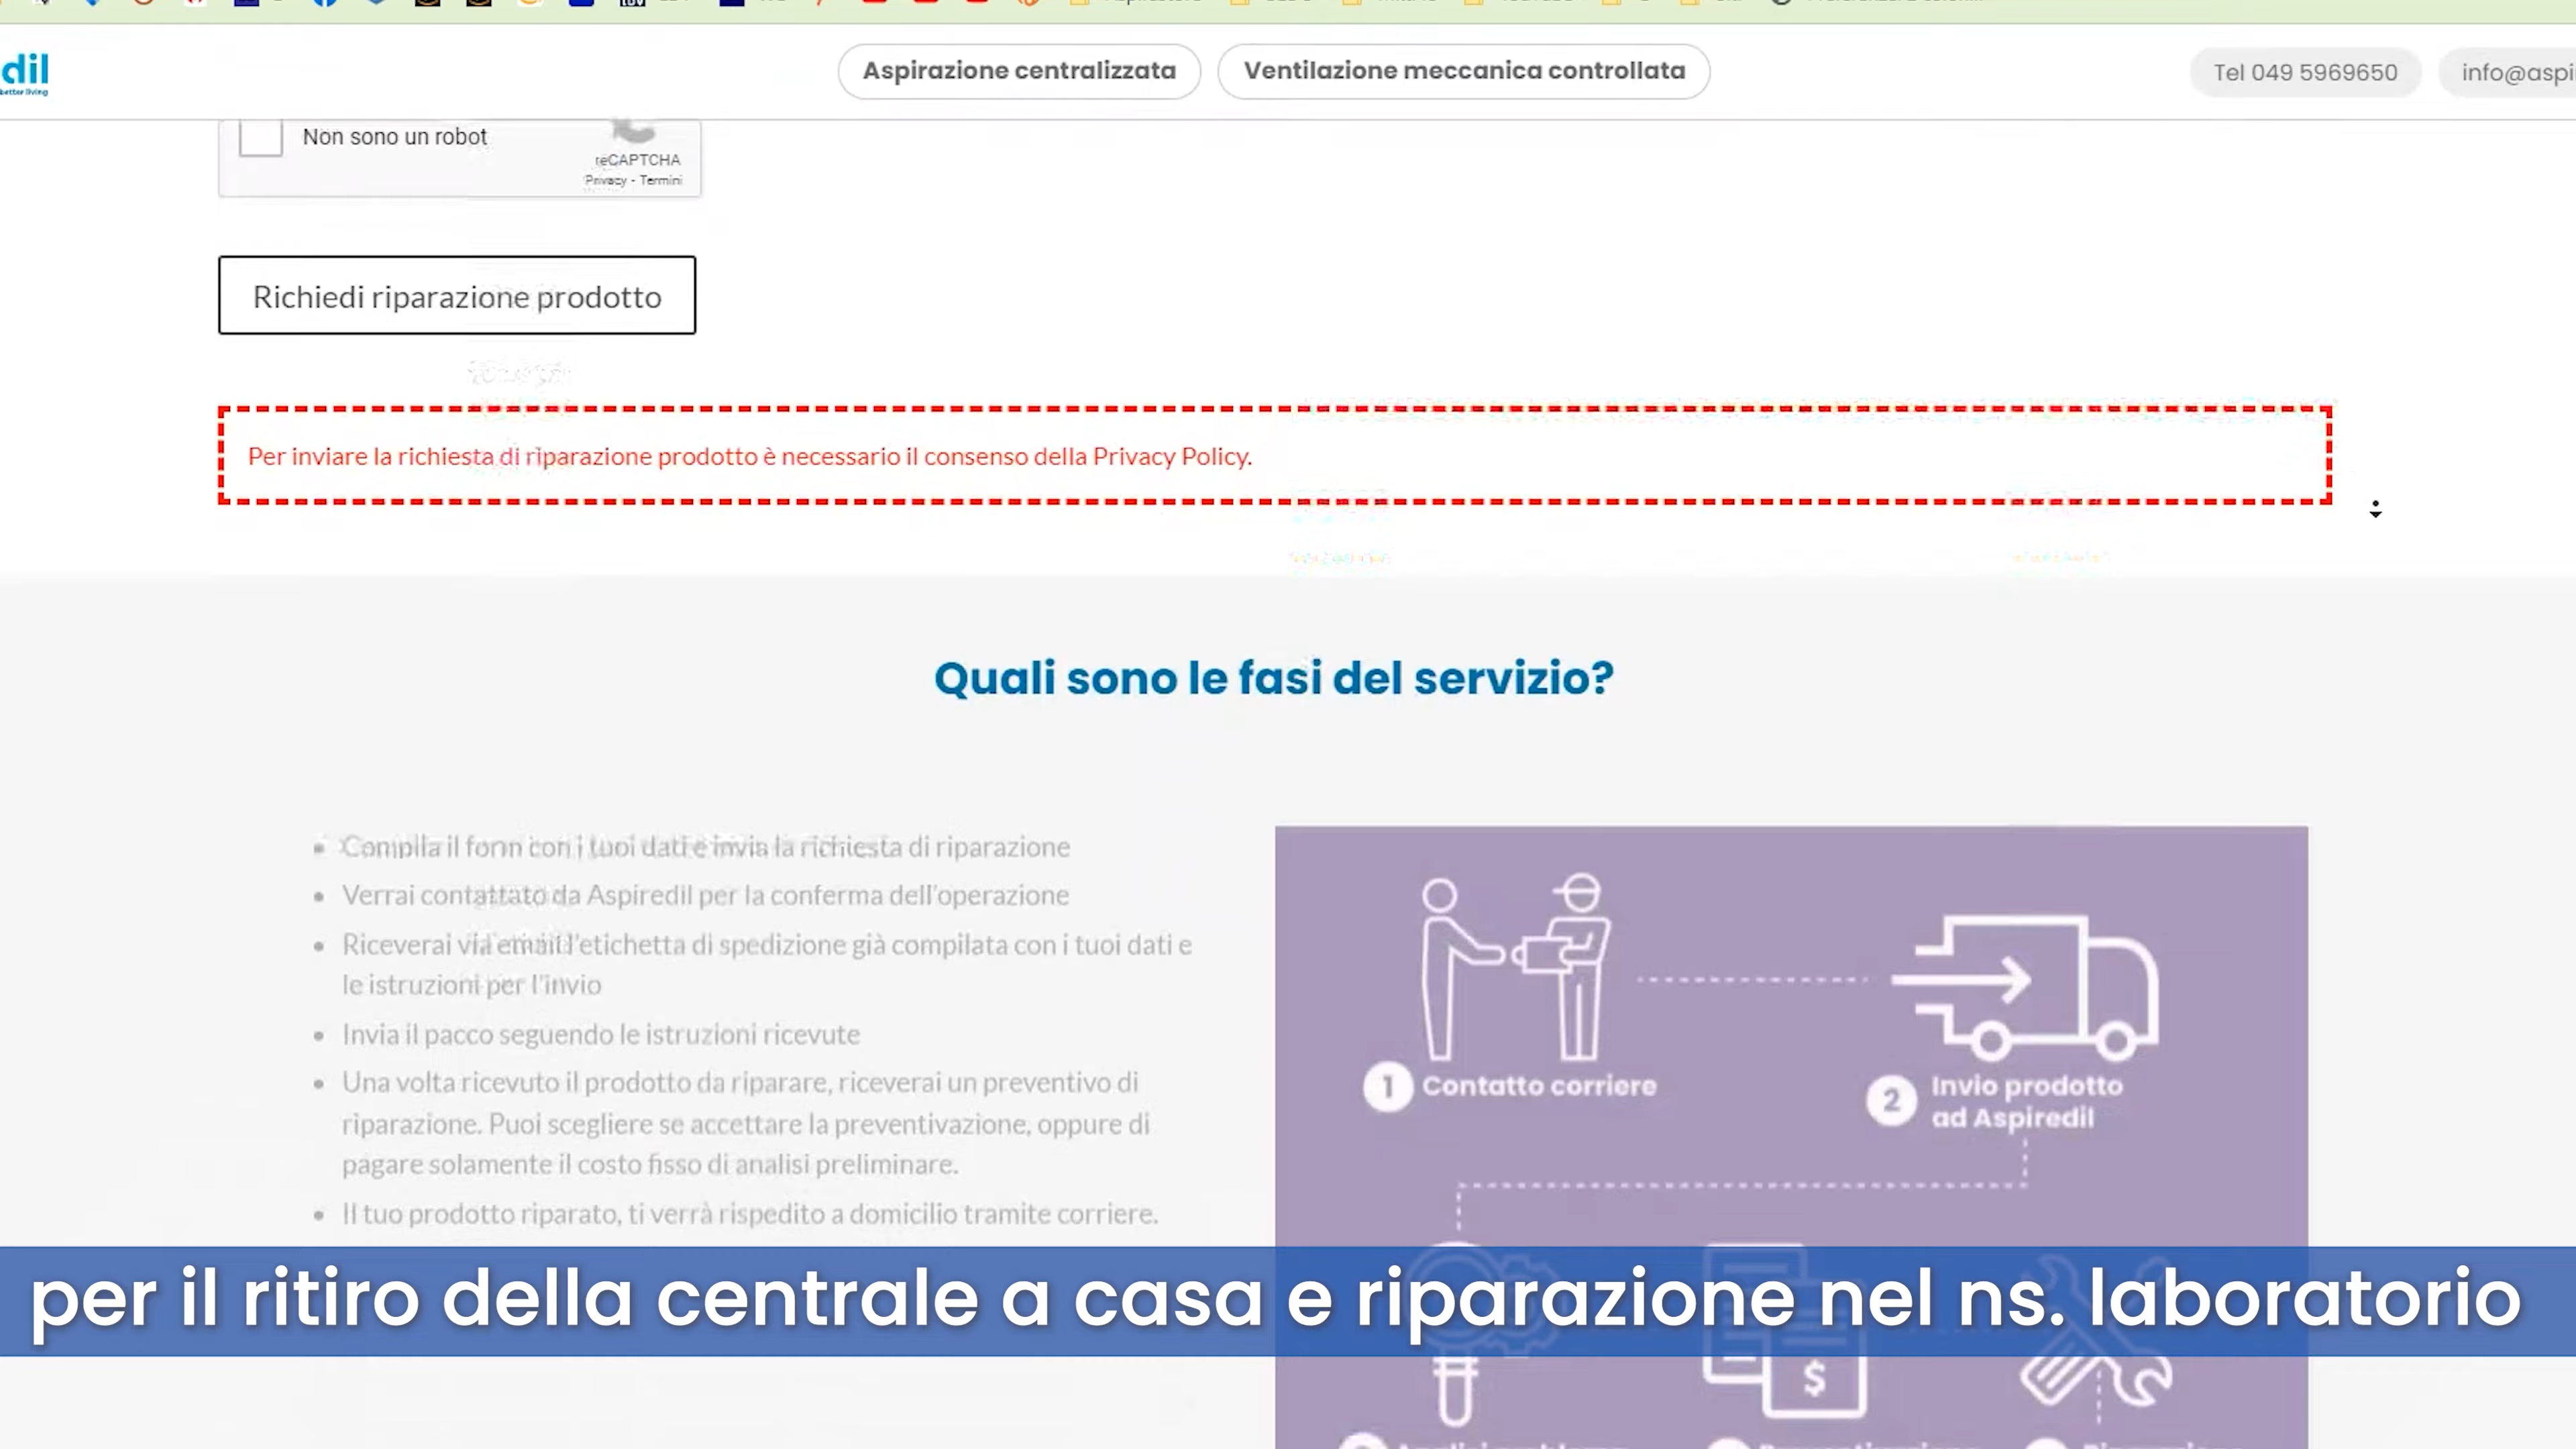 dil
better living
Aspirazione centralizzata
Ventilazione meccanica controllata
Tel 049 5969650
info@aspi
Non sono un robot
reCAPTCHA
Privacy - Termini
Richiedi riparazione prodotto
Per inviare la richiesta di riparazione prodotto è necessario il consenso della Privacy Policy.
Quali sono le fasi del servizio?
Compila il form con i tuoi dati e invia la richiesta di riparazione
Verrai contattato da Aspiredil per la conferma dell'operazione
Riceverai via email l'etichetta di spedizione già compilata con i tuoi dati e
le istruzioni per l'invio
Invia il pacco seguendo le istruzioni ricevute
Una volta ricevuto il prodotto da riparare, riceverai un preventivo di
riparazione. Puoi scegliere se accettare la preventivazione, oppure di
pagare solamente il costo fisso di analisi preliminare.
Il tuo prodotto riparato, ti verrà rispedito a domicilio tramite corriere.
1 Contatto corriere
2 Invio prodotto
ad Aspiredil
$
per il ritiro della centrale a casa e riparazione nel ns. laboratorio